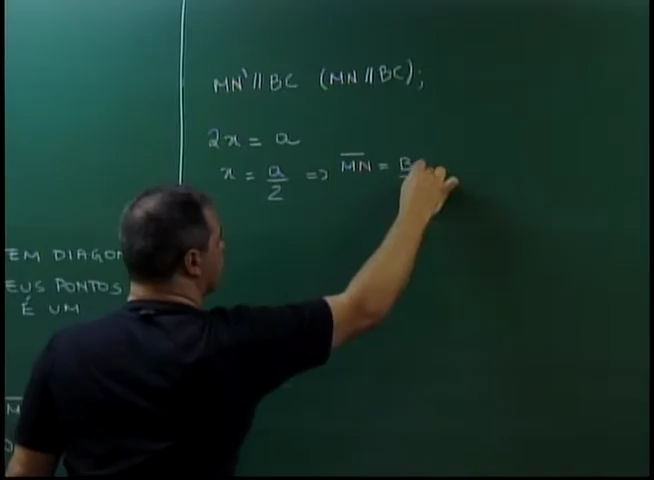 MN'//BC (MN//BC);
2x = a
x = a/2 => MN = B
EM DIAGON
EUS PONTOS
É UM
M